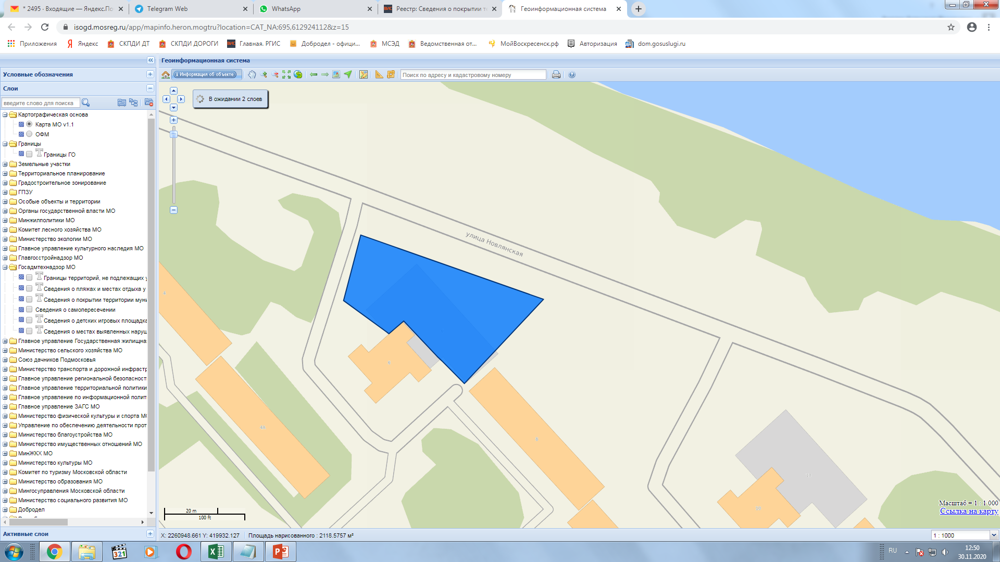 * 2495 · Входящие — Яндекс.По
Telegram Web
WhatsApp
Реестр: Сведения о покрытии те
Геоинформационная система
isogd.mosreg.ru/app/mapinfo.heron.mogtru?location=CAT_NA:695,612924112&z=15
Приложения
Яндекс
СКПДИ ДТ
СКПДИ ДОРОГИ
Главная. РГИС
Добродел - офици...
МСЭД
Ведомственная от...
МойВоскресенск.рф
Авторизация
dom.gosuslugi.ru
Геоинформационная система
Условные обозначения
Информация об объекте
Поиск по адресу и кадастровому номеру
Слои
введите слово для поиска
В ожидании 2 слоев
Картографическая основа
Карта МО v1.1
ОФМ
Границы
Границы ГО
Земельные участки
Территориальное планирование
Градостроительное зонирование
ГПЗУ
Особые объекты и территории
Органы государственной власти МО
Минжилполитики МО
Комитет лесного хозяйства МО
Министерство экологии МО
Главное управление культурного наследия МО
Главгосстройнадзор МО
Госадмтехнадзор МО
Границы территорий, не подлежащих у
Сведения о пляжах и местах отдыха у
Сведения о покрытии территории муни
Сведения о самопересечении
Сведения о детских игровых площадка
Сведения о местах выявленных наруш
Главное управление Государственная жилищна
Министерство сельского хозяйства МО
Союз дачников Подмосковья
Министерство транспорта и дорожной инфрастр
Главное управление региональной безопасност
Главное управление территориальной политики
Главное управление по информационной полит
Главное управление ЗАГС МО
Министерство физической культуры и спорта МО
Управление по обеспечению деятельности прот
Министерство благоустройства МО
Министерство имущественных отношений МО
МинЖКХ МО
Министерство культуры МО
Комитет по туризму Московской области
Министерство образования МО
Мингосуправления Московской области
Министерство социального развития МО
Добродел
Активные слои
улица Новлянская
4
6
4А
8
10
10
20 m
100 ft
Масштаб = 1 : 1 000
Ссылка на карту
X: 2260948.661 Y: 419932.127
Площадь нарисованного : 2118.5757 м²
1 : 1000
321
RU
12:50
30.11.2020